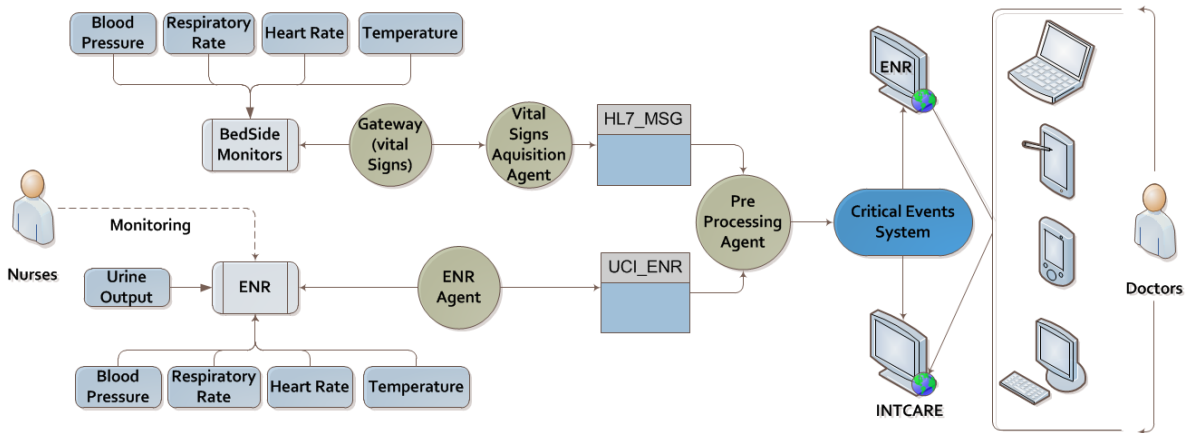 Blood
Pressure
Respiratory
Rate
Heart Rate
Temperature
BedSide
Monitors
Gateway
(vital
Signs)
Vital
Signs
Aquisition
Agent
HL7_MSG
ENR
Nurses
Monitoring
Pre
Processing
Agent
Critical Events
System
Doctors
Urine
Output
ENR
ENR
Agent
UCI_ENR
Blood
Pressure
Respiratory
Rate
Heart Rate
Temperature
INTCARE